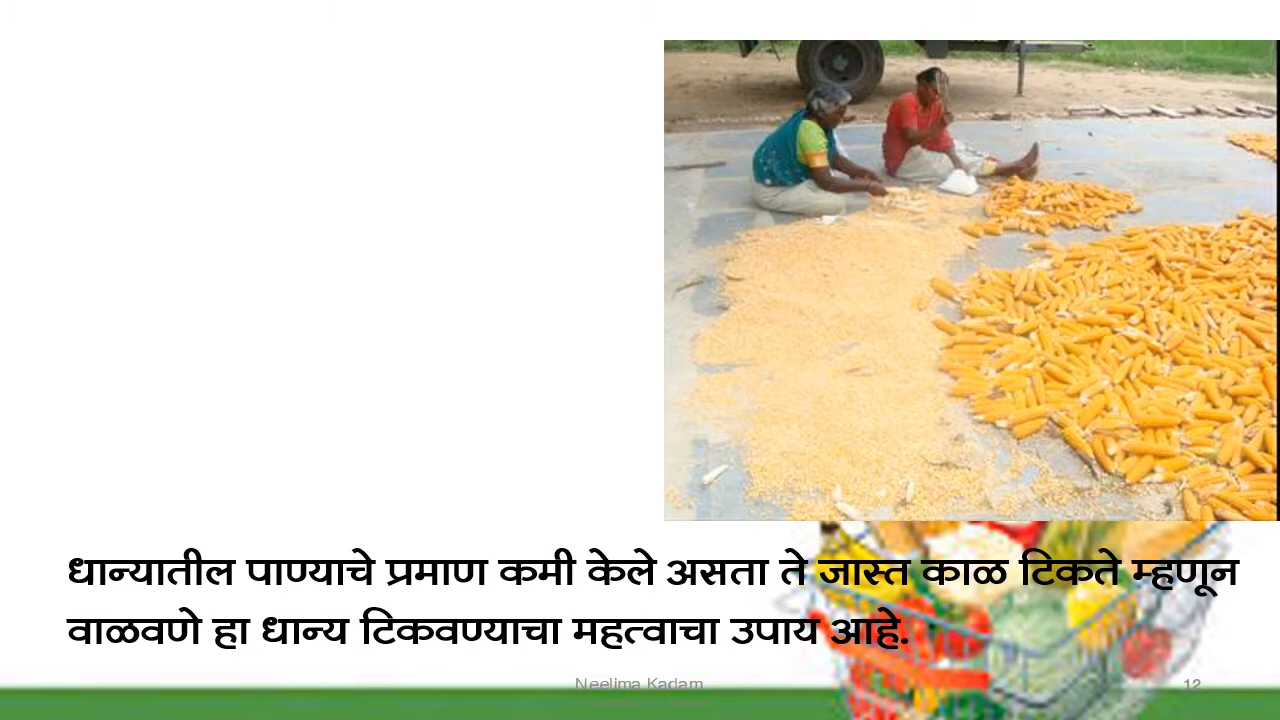 धान्यातील पाण्याचे प्रमाण कमी केले असता ते जास्त काळ टिकते म्हणून
वाळवणे हा धान्य टिकवण्याचा महत्वाचा उपाय आहे.
Neelima Kadam
12